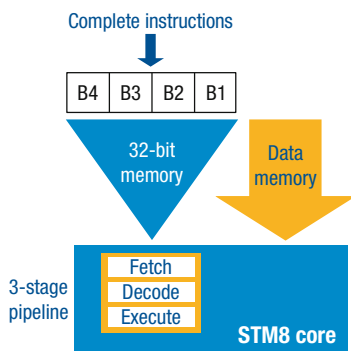 Complete instructions
B4 B3 B2 B1
32-bit
memory
Data
memory
3-stage
pipeline
Fetch
Decode
Execute
STM8 core